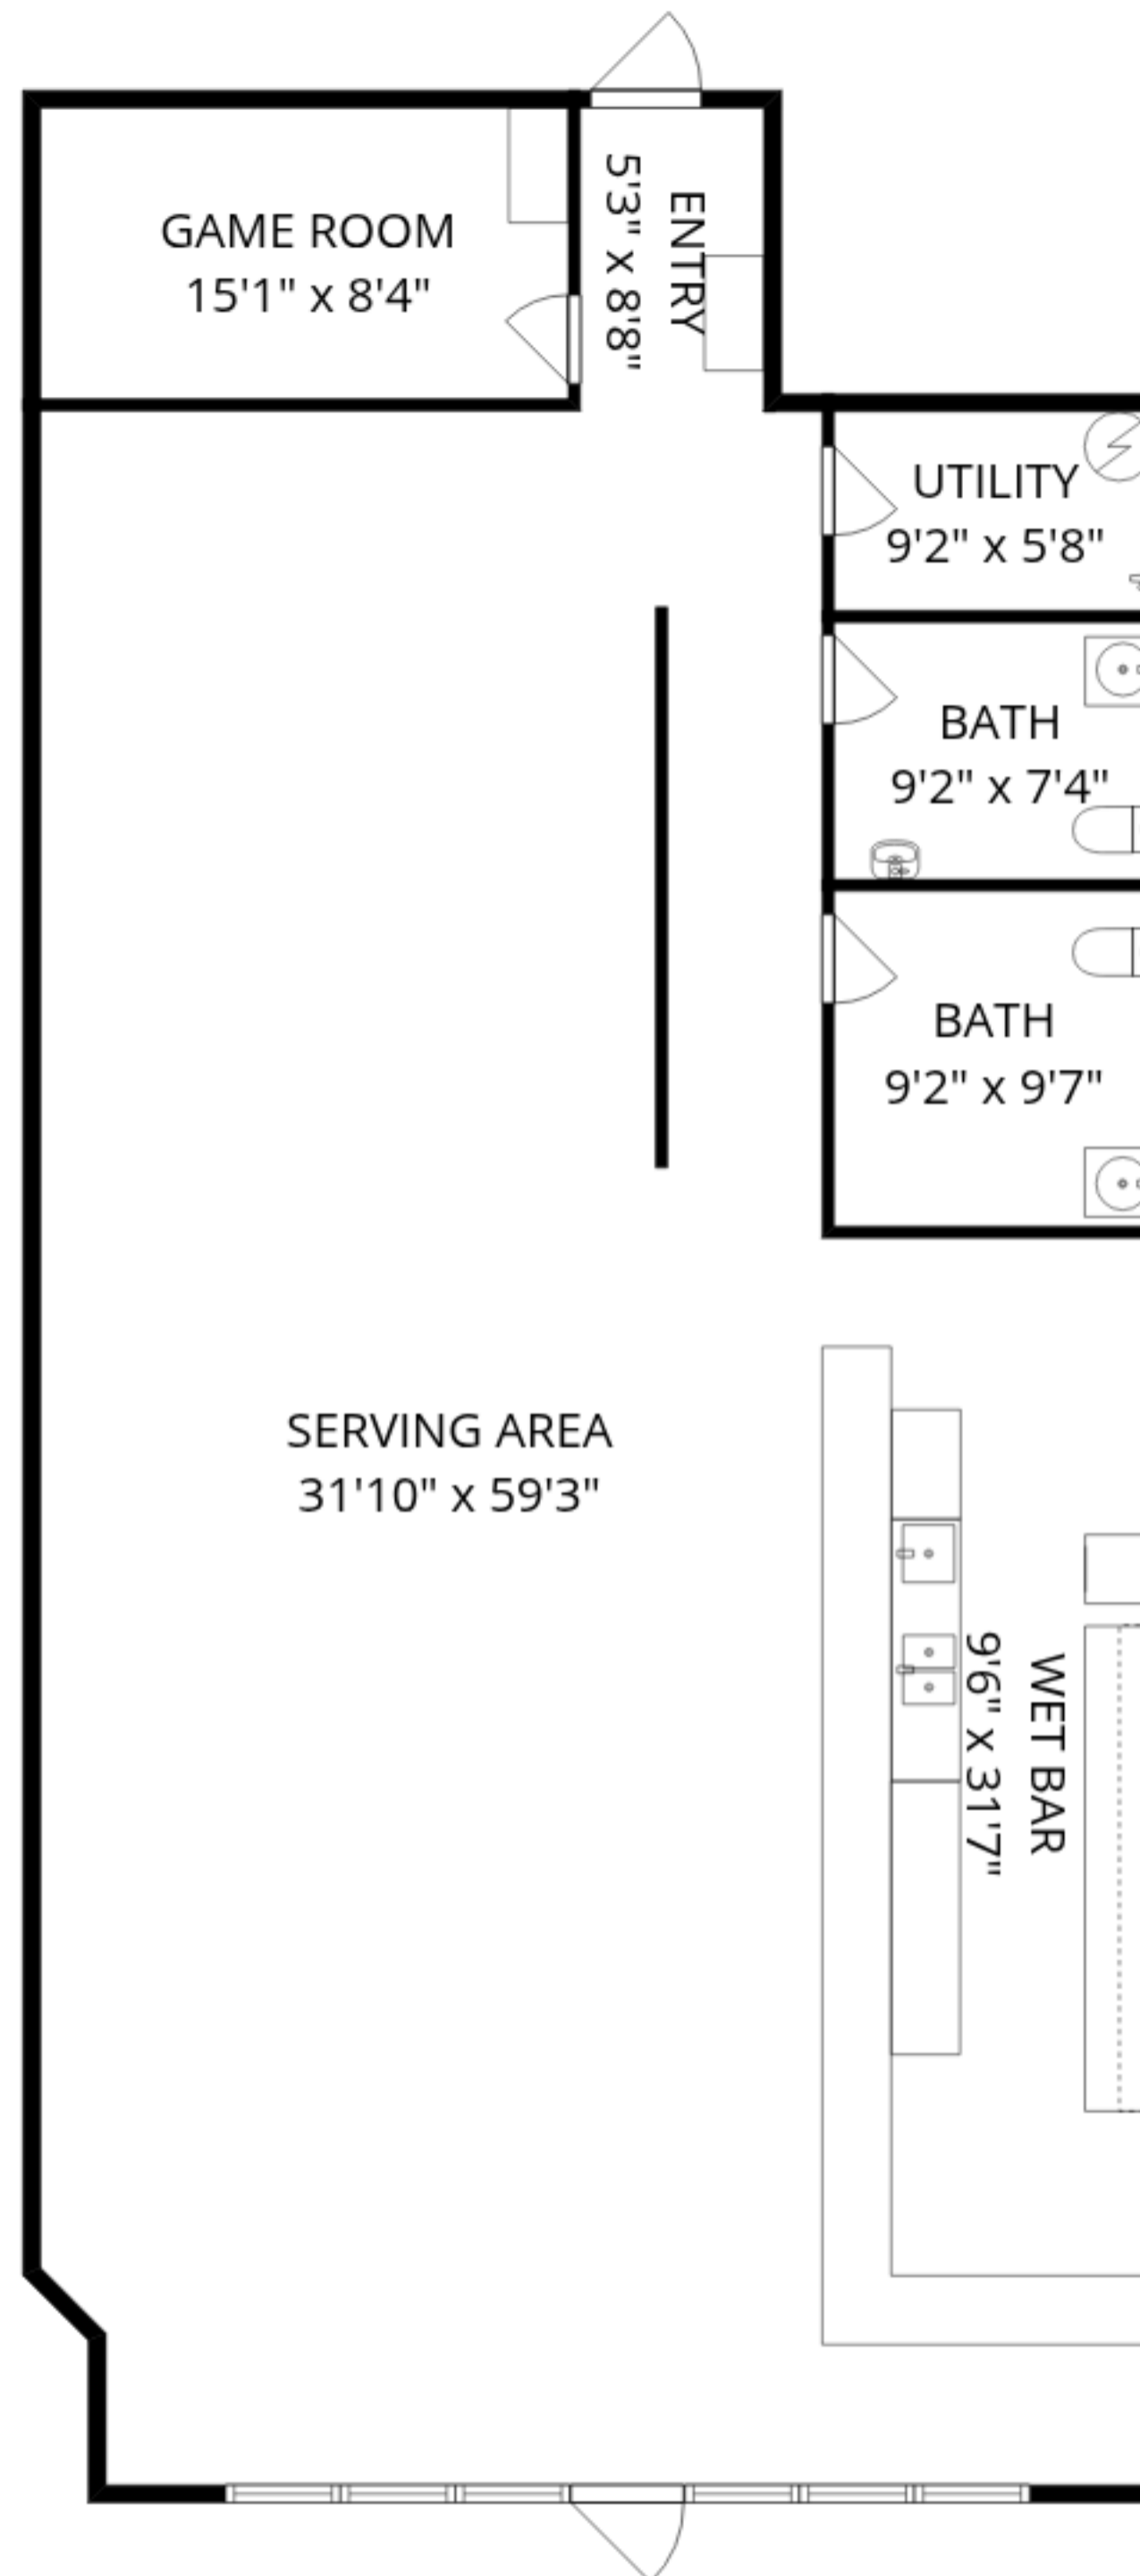 GAME ROOM
15'1" x 8'4"
ENTRY
5'3" x 8'8"
UTILITY
9'2" x 5'8"
BATH
9'2" x 7'4"
BATH
9'2" x 9'7"
SERVING AREA
31'10" x 59'3"
WET BAR
9'6" x 31'7"